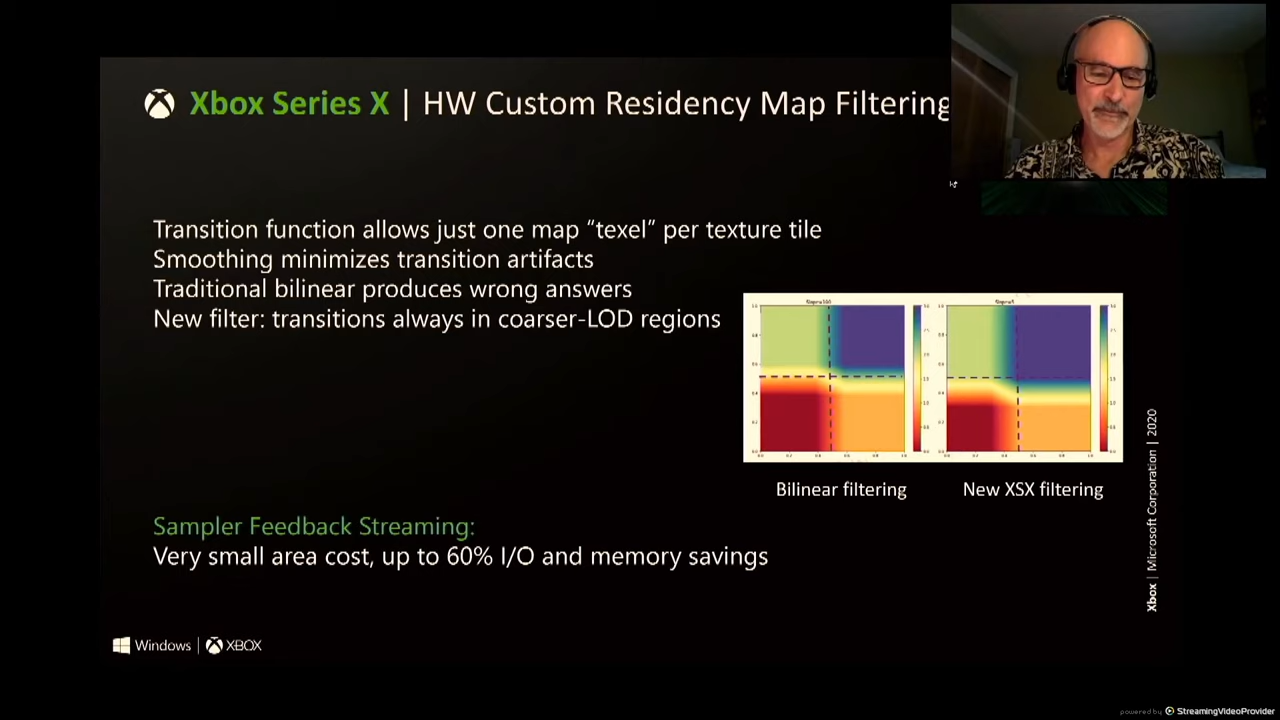 Xbox Series X | HW Custom Residency Map Filtering
Transition function allows just one map “texel” per texture tile
Smoothing minimizes transition artifacts
Traditional bilinear produces wrong answers
New filter: transitions always in coarser-LOD regions
Bilinear filtering
New XSX filtering
Sampler Feedback Streaming:
Very small area cost, up to 60% I/O and memory savings
Xbox | Microsoft Corporation | 2020
Windows | XBOX
powered by StreamingVideoProvider